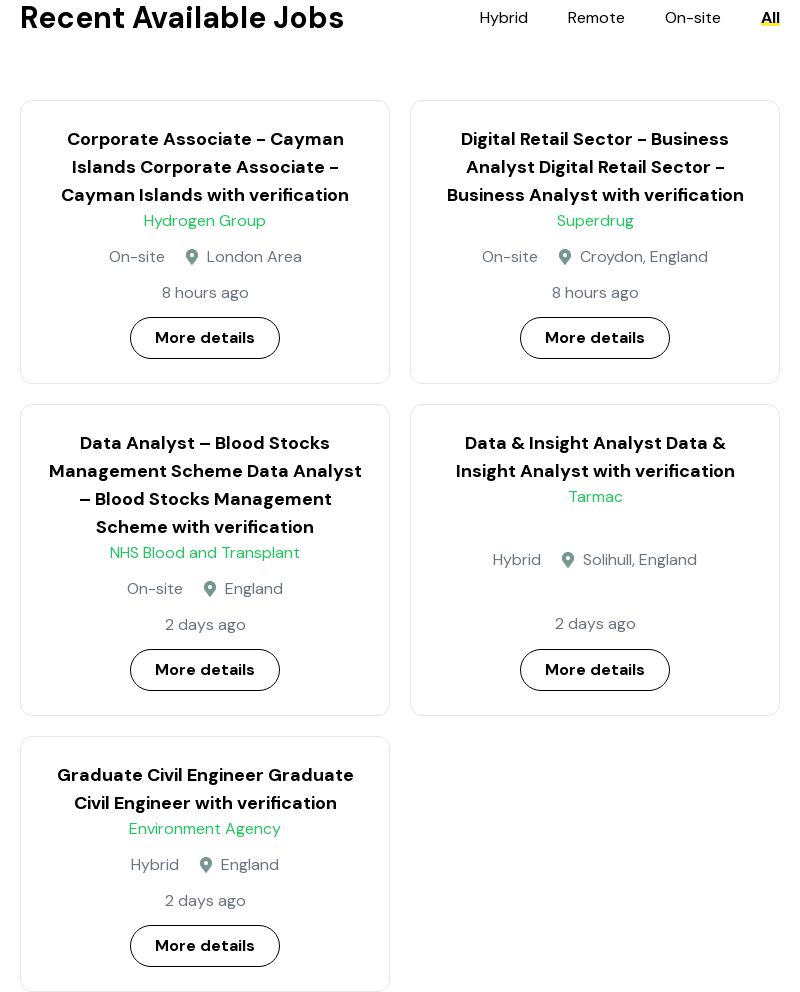 Recent Available Jobs
Hybrid
Remote
On-site
All
Corporate Associate - Cayman
Islands Corporate Associate -
Cayman Islands with verification
Hydrogen Group
On-site
London Area
8 hours ago
More details
Digital Retail Sector - Business
Analyst Digital Retail Sector -
Business Analyst with verification
Superdrug
On-site
Croydon, England
8 hours ago
More details
Data Analyst – Blood Stocks
Management Scheme Data Analyst
– Blood Stocks Management
Scheme with verification
NHS Blood and Transplant
On-site
England
2 days ago
More details
Data & Insight Analyst Data &
Insight Analyst with verification
Tarmac
Hybrid
Solihull, England
2 days ago
More details
Graduate Civil Engineer Graduate
Civil Engineer with verification
Environment Agency
Hybrid
England
2 days ago
More details